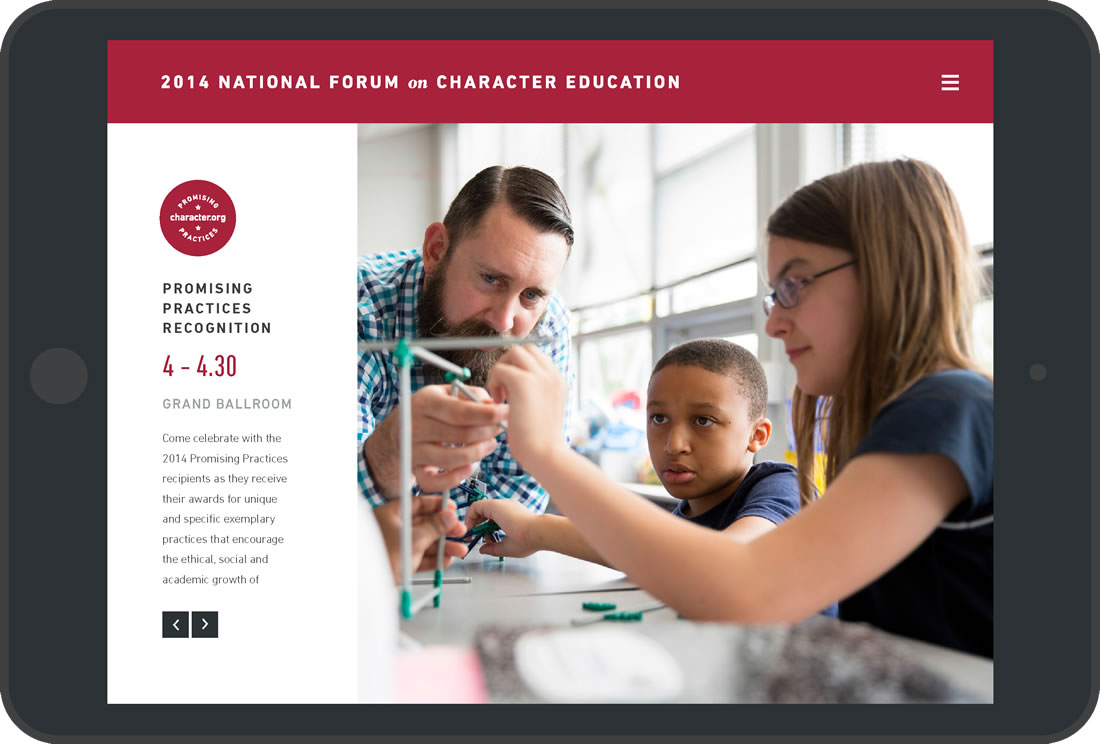 2014 NATIONAL FORUM on CHARACTER EDUCATION
PROMISING
character.org
PRACTICES
PROMISING
PRACTICES
RECOGNITION
4 – 4.30
GRAND BALLROOM
Come celebrate with the
2014 Promising Practices
recipients as they receive
their awards for unique
and specific exemplary
practices that encourage
the ethical, social and
academic growth of